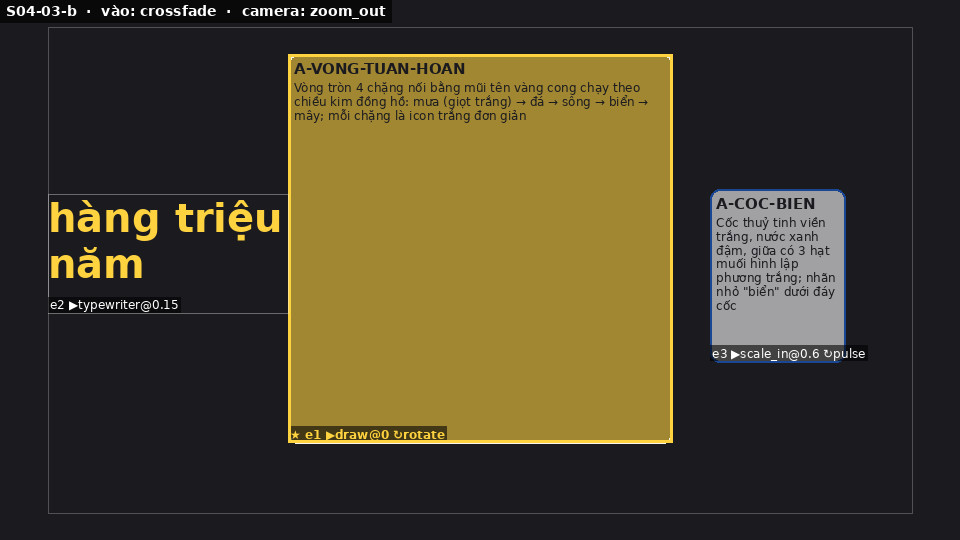 S04-03-b · vào: crossfade · camera: zoom_out
A-VONG-TUAN-HOAN
Vòng tròn 4 chặng nối bằng mũi tên vàng cong chạy theo
chiều kim đồng hồ: mưa (giọt trắng) → đá → sông → biển →
mây; mỗi chặng là icon trắng đơn giản
hàng triệu
năm
e2 ▶typewriter@0.15
A-COC-BIEN
Cốc thuỷ tinh viền
trắng, nước xanh
đậm, giữa có 3 hạt
muối hình lập
phương trắng; nhãn
nhỏ "biển" dưới đáy
cốc
e3 ▶scale_in@0.6 ↻pulse
★ e1 ▶draw@0 ↻rotate